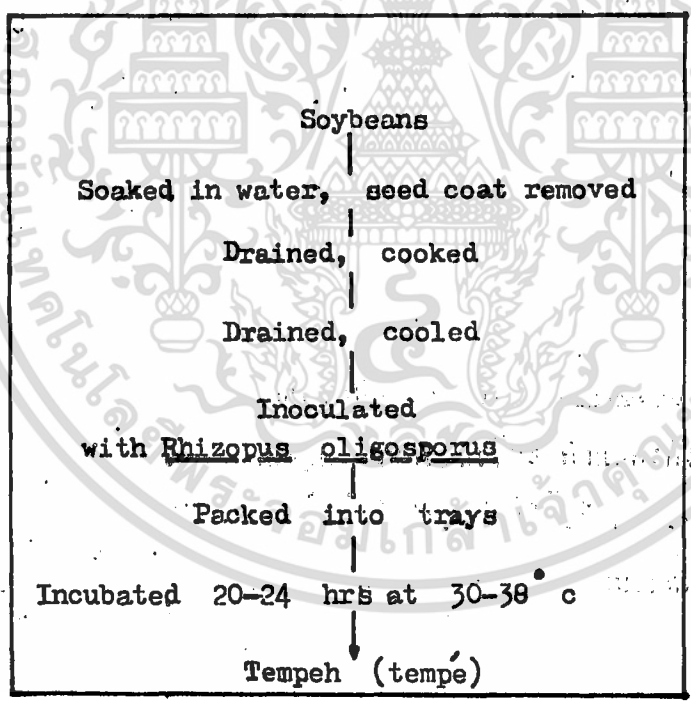 Soybeans
Soaked in water, seed coat removed
Drained, cooked
Drained, cooled
Inoculated
with Rhizopus oligosporus
Packed into trays
Incubated 20-24 hrs at 30-38° c
Tempeh (tempé)